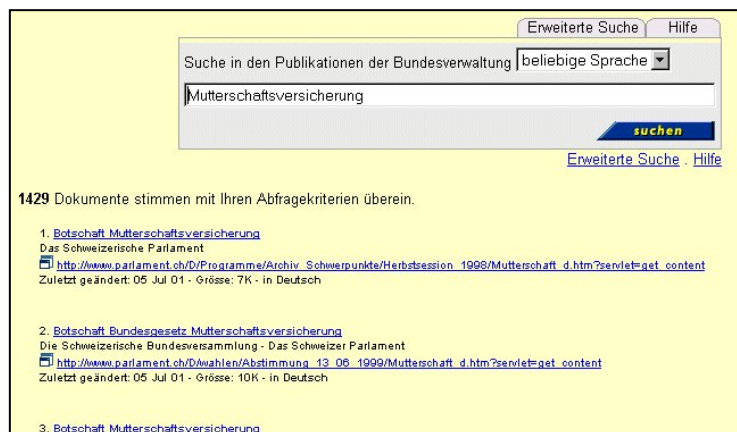 Erweiterte Suche Hilfe
Suche in den Publikationen der Bundesverwaltung beliebige Sprache
Mutterschaftsversicherung
suchen
Erweiterte Suche . Hilfe
1429 Dokumente stimmen mit Ihren Abfragekriterien überein.
1. Botschaft Mutterschaftsversicherung
Das Schweizerische Parlament
http://www.parlament.ch/D/Programme/Archiv_Schwerpunkte/Herbstsession_1998/Mutterschaft_d.htm?servlet=get_content
Zuletzt geändert: 05 Jul 01 - Grösse: 7K - in Deutsch
2. Botschaft Bundesgesetz Mutterschaftsversicherung
Die Schweizerische Bundesversammlung - Das Schweizer Parlament
http://www.parlament.ch/D/wahlen/Abstimmung_13_06_1999/Mutterschaft_d.htm?servlet=get_content
Zuletzt geändert: 05 Jul 01 - Grösse: 10K - in Deutsch
3. Botschaft Mutterschaftsversicherung